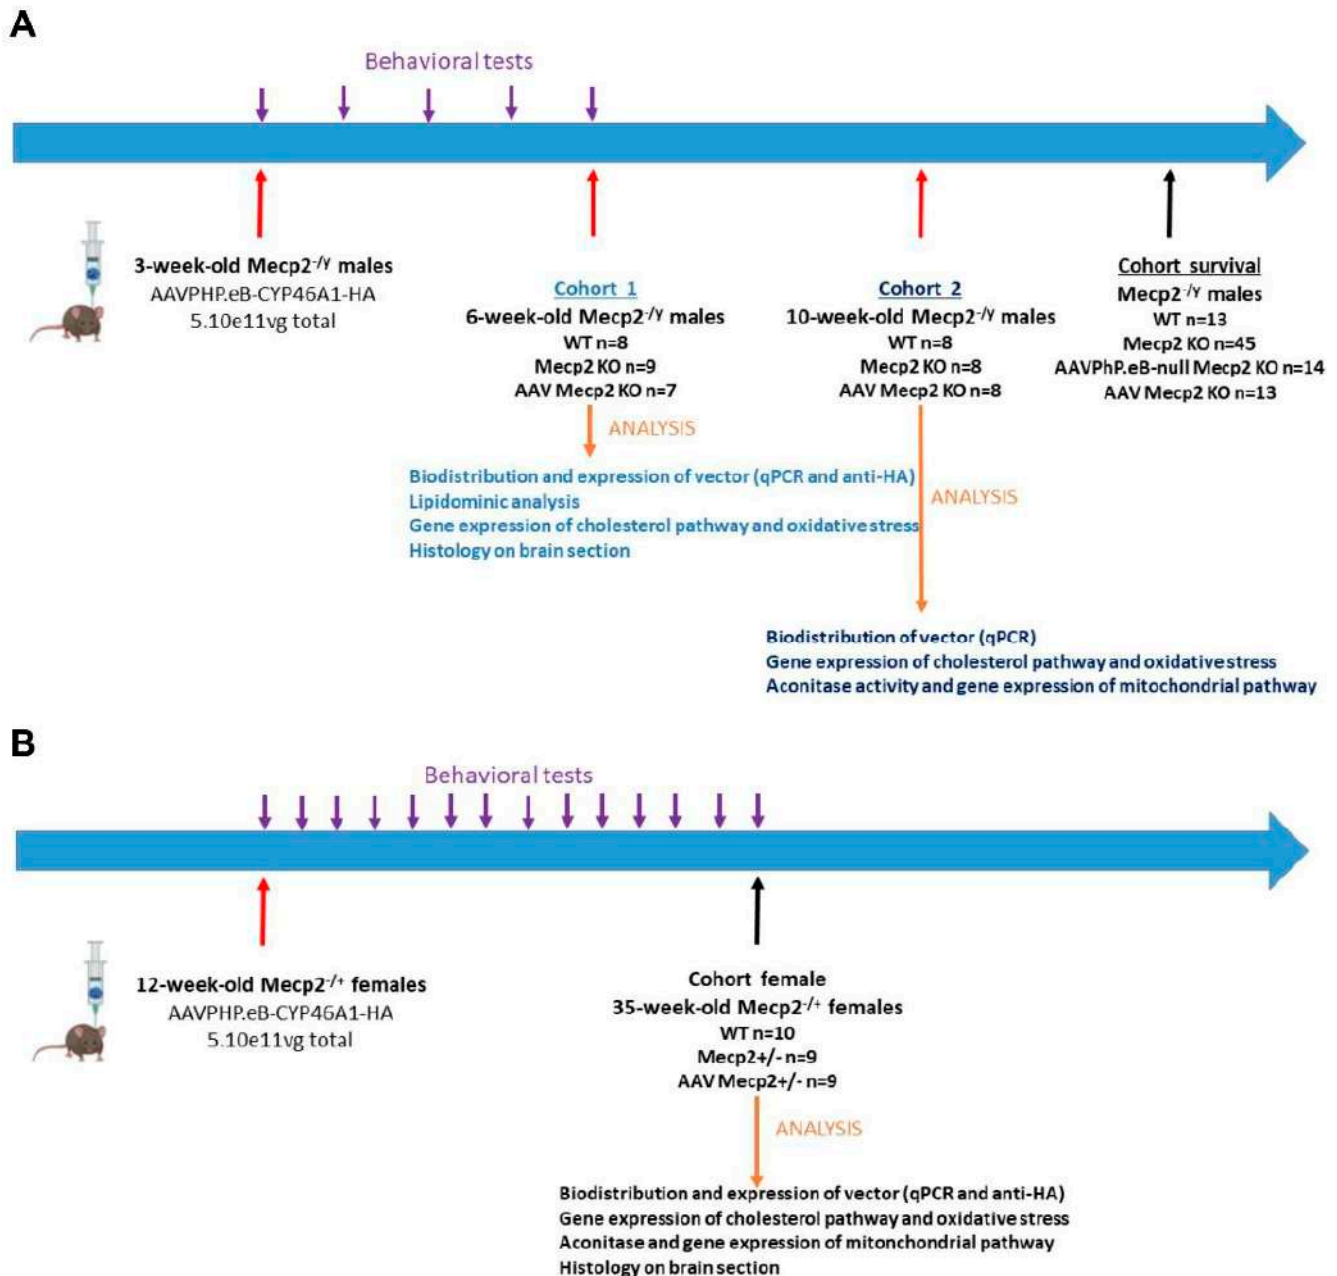 A
Behavioral tests
3-week-old Mecp2-/y males
AAVPHP.eB-CYP46A1-HA
5.10e11vg total
Cohort 1
6-week-old Mecp2-/y males
WT n=8
Mecp2 KO n=9
AAV Mecp2 KO n=7
ANALYSIS
Biodistribution and expression of vector (qPCR and anti-HA)
Lipidominic analysis
Gene expression of cholesterol pathway and oxidative stress
Histology on brain section
Cohort 2
10-week-old Mecp2-/y males
WT n=8
Mecp2 KO n=8
AAV Mecp2 KO n=8
ANALYSIS
Biodistribution of vector (qPCR)
Gene expression of cholesterol pathway and oxidative stress
Aconitase activity and gene expression of mitochondrial pathway
Cohort survival
Mecp2-/y males
WT n=13
Mecp2 KO n=45
AAVPhP.eB-null Mecp2 KO n=14
AAV Mecp2 KO n=13
B
Behavioral tests
12-week-old Mecp2-/+ females
AAVPHP.eB-CYP46A1-HA
5.10e11vg total
Cohort female
35-week-old Mecp2-/+ females
WT n=10
Mecp2+/- n=9
AAV Mecp2+/- n=9
ANALYSIS
Biodistribution and expression of vector (qPCR and anti-HA)
Gene expression of cholesterol pathway and oxidative stress
Aconitase and gene expression of mitonchondrial pathway
Histology on brain section